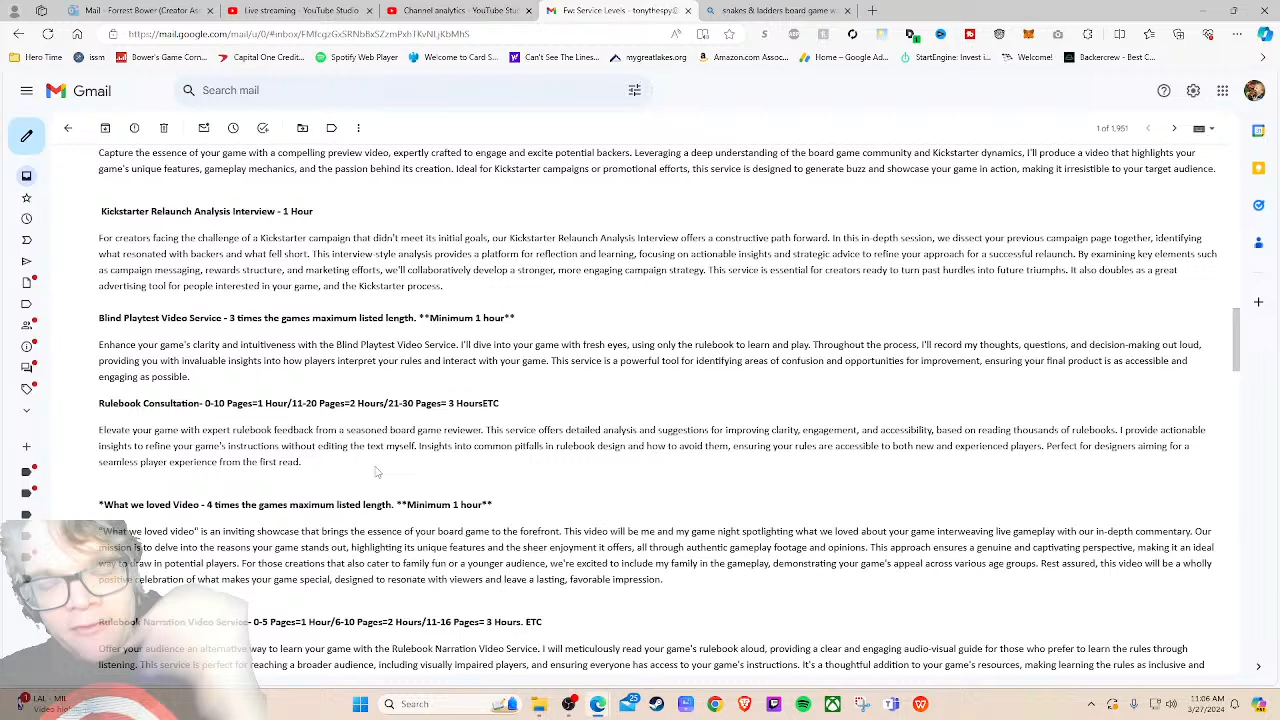 Mail - Forrest Bower (Creator As
Live streaming - YouTube Studio
Channel analytics - YouTube Stu
Fw: Service Levels - tonythespy@
snakes & ladders board game w
https://mail.google.com/mail/u/0/#inbox/
Hero Time
issnf
Bower's Game Corn...
Capital One Credit...
Spotify Web Player
Welcome to Card S...
Can't See The Lines...
mygreatlakes.org
Amazon.com Assoc...
Home – Google Ad...
StartEngine: Invest i...
Welcome!
Backercrew - Best C...
Gmail
Search mail
1 of 1,951
Capture the essence of your game with a compelling preview video, expertly crafted to engage and excite potential backers. Leveraging a deep understanding of the board game community and Kickstarter dynamics, I'll produce a video that highlights your
game's unique features, gameplay mechanics, and the passion behind its creation. Ideal for Kickstarter campaigns or promotional efforts, this service is designed to generate buzz and showcase your game in action, making it irresistible to your target audience.
Kickstarter Relaunch Analysis Interview - 1 Hour
For creators facing the challenge of a Kickstarter campaign that didn't meet its initial goals, our Kickstarter Relaunch Analysis Interview offers a constructive path forward. In this in-depth session, we dissect your previous campaign page together, identifying
what resonated with backers and what fell short. This interview-style analysis provides a platform for reflection and learning, focusing on actionable insights and strategic advice to refine your approach for a successful relaunch. By examining key elements such
as campaign messaging, rewards structure, and marketing efforts, we'll collaboratively develop a stronger, more engaging campaign strategy. This service is essential for creators ready to turn past hurdles into future triumphs. It also doubles as a great
advertising tool for people interested in your game, and the Kickstarter process.
Blind Playtest Video Service - 3 times the games maximum listed length. **Minimum 1 hour**
Enhance your game's clarity and intuitiveness with the Blind Playtest Video Service. I'll dive into your game with fresh eyes, using only the rulebook to learn and play. Throughout the process, I'll record my thoughts, questions, and decision-making out loud,
providing you with invaluable insights into how players interpret your rules and interact with your game. This service is a powerful tool for identifying areas of confusion and opportunities for improvement, ensuring your final product is as accessible and
engaging as possible.
Rulebook Consultation- 0-10 Pages=1 Hour/11-20 Pages=2 Hours/21-30 Pages= 3 HoursETC
Elevate your game with expert rulebook feedback from a seasoned board game reviewer. This service offers detailed analysis and suggestions for improving clarity, engagement, and accessibility, based on reading thousands of rulebooks. I provide actionable
insights to refine your game's instructions without editing the text myself. Insights into common pitfalls in rulebook design and how to avoid them, ensuring your rules are accessible to both new and experienced players. Perfect for designers aiming for a
seamless player experience from the first read.
*What we loved Video - 4 times the games maximum listed length. **Minimum 1 hour**
"What we loved video" is an inviting showcase that brings the essence of your board game to the forefront. This video will be me and my game night spotlighting what we loved about your game interweaving live gameplay with our in-depth commentary. Our
mission is to delve into the reasons your game stands out, highlighting its unique features and the sheer enjoyment it offers, all through authentic gameplay footage and opinions. This approach ensures a genuine and captivating perspective, making it an ideal
way to draw in potential players. For those creations that also cater to family fun or a younger audience, we're excited to include my family in the gameplay, demonstrating your game's appeal across various age groups. Rest assured, this video will be a wholly
positive celebration of what makes your game special, designed to resonate with viewers and leave a lasting, favorable impression.
Rulebook Narration Video Service- 0-5 Pages=1 Hour/6-10 Pages=2 Hours/11-16 Pages= 3 Hours. ETC
Offer your audience an alternative way to learn your game with the Rulebook Narration Video Service. I will meticulously read your game's rulebook aloud, providing a clear and engaging audio-visual guide for those who prefer to learn the rules through
listening. This service is perfect for reaching a broader audience, including visually impaired players, and ensuring everyone has access to your game's instructions. It's a thoughtful addition to your game's resources, making learning the rules as inclusive and
LAL - MIL
Video high
Search
25
11:06 AM
3/27/2024